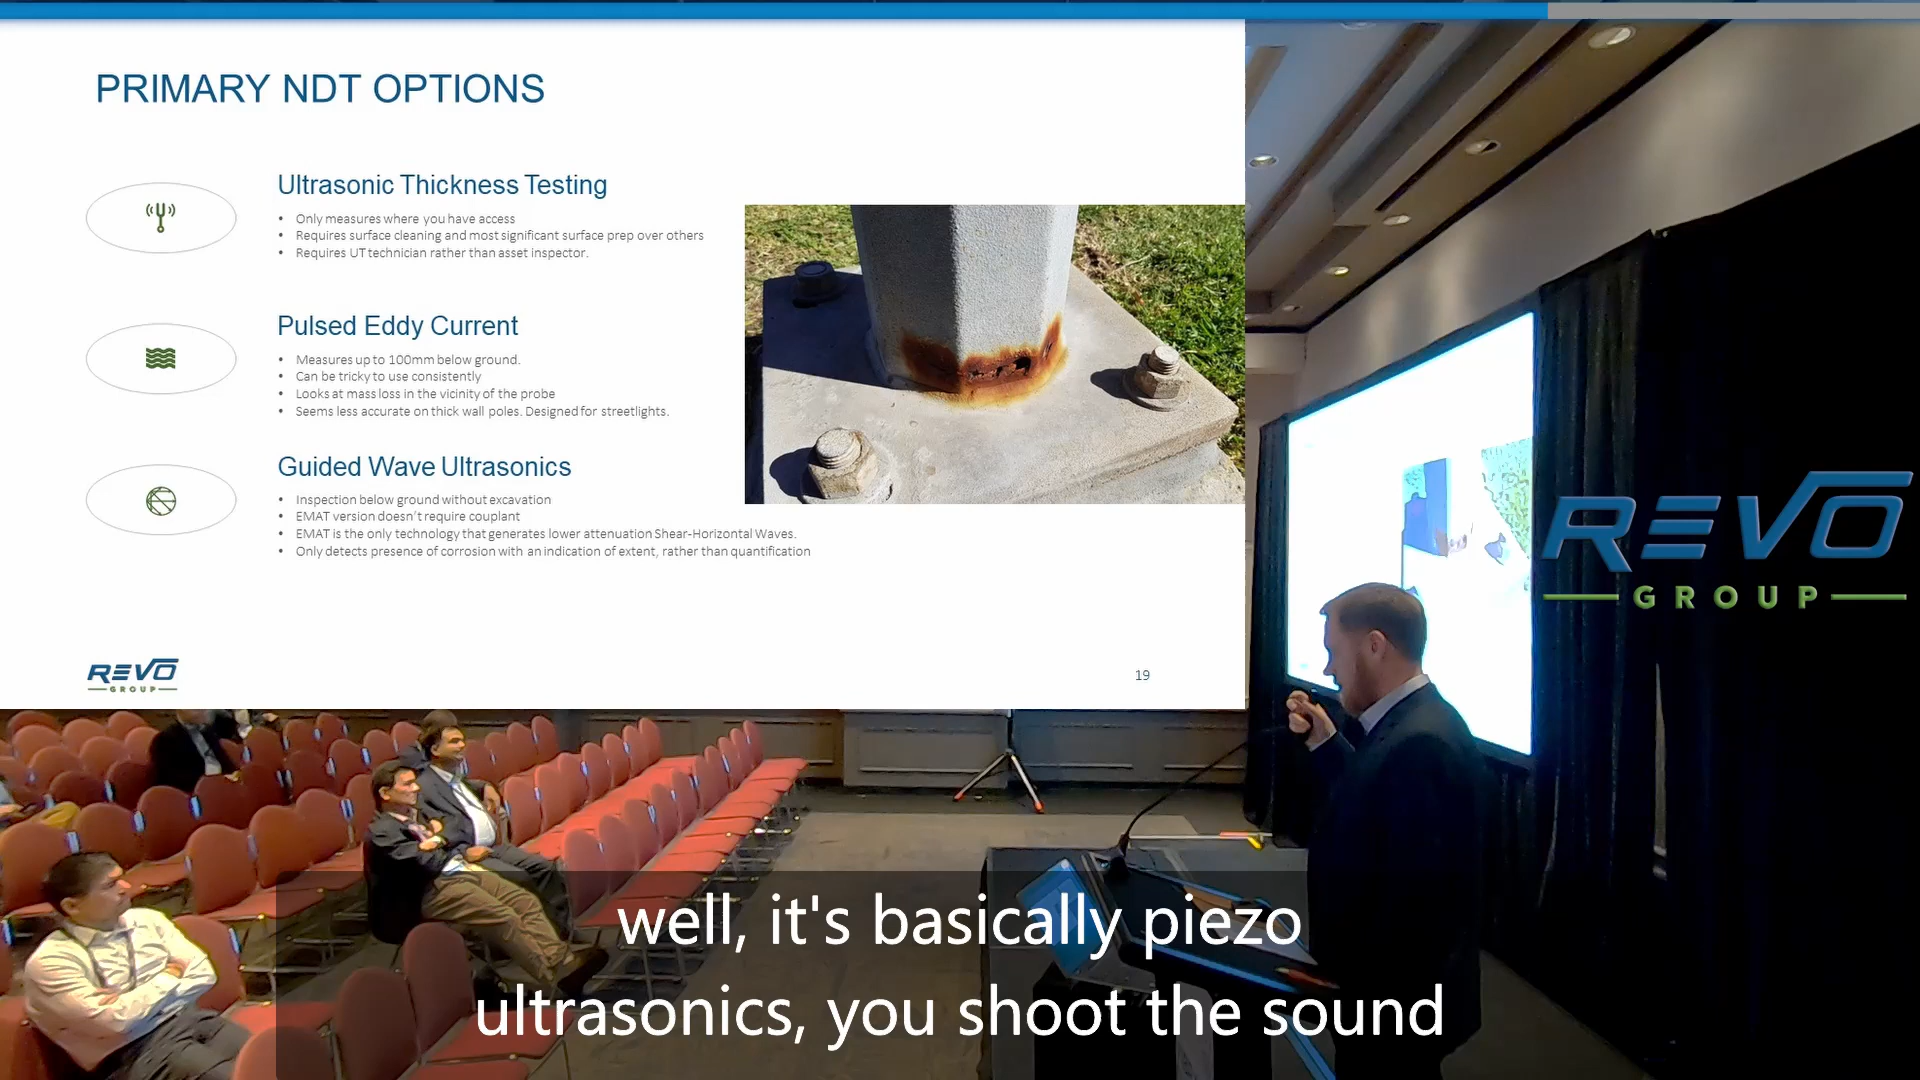 PRIMARY NDT OPTIONS
Ultrasonic Thickness Testing
• Only measures where you have access
• Requires surface cleaning and most significant surface prep over others
• Requires UT technician rather than asset inspector.
Pulsed Eddy Current
• Measures up to 100mm below ground.
• Can be tricky to use consistently
• Looks at mass loss in the vicinity of the probe
• Seems less accurate on thick wall poles. Designed for streetlights.
Guided Wave Ultrasonics
• Inspection below ground without excavation
• EMAT version doesn't require couplant
• EMAT is the only technology that generates lower attenuation Shear-Horizontal Waves.
• Only detects presence of corrosion with an indication of extent, rather than quantification
REVO
GROUP
19
REVO
GROUP
well, it's basically piezo
ultrasonics, you shoot the sound